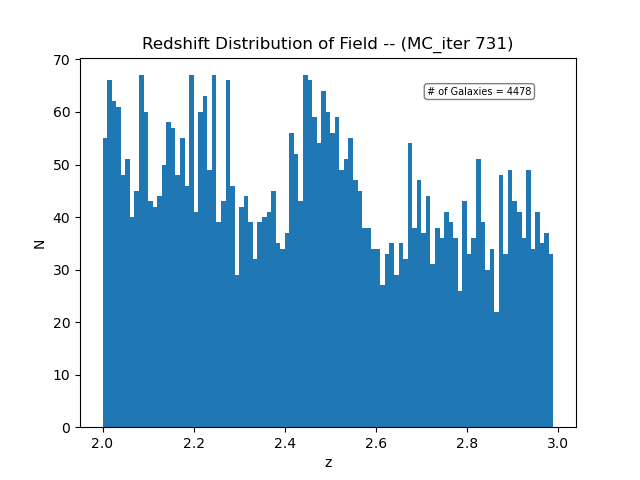 Redshift Distribution of Field -- (MC_iter 731)
# of Galaxies = 4478
70
60
50
40
30
20
10
0
N
2.0 2.2 2.4 2.6 2.8 3.0
z